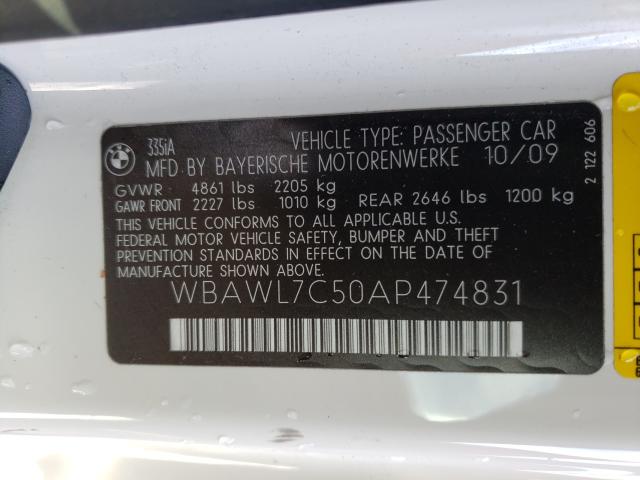 BMW
335iA
VEHICLE TYPE: PASSENGER CAR
MFD BY BAYERISCHE MOTORENWERKE 10/09
GVWR 4861 lbs 2205 kg
GAWR FRONT 2227 lbs 1010 kg REAR 2646 lbs 1200 kg
THIS VEHICLE CONFORMS TO ALL APPLICABLE U.S.
FEDERAL MOTOR VEHICLE SAFETY, BUMPER AND THEFT
PREVENTION STANDARDS IN EFFECT ON THE DATE OF
MANUFACTURE SHOWN ABOVE.
WBAWL7C50AP474831
2 122 606